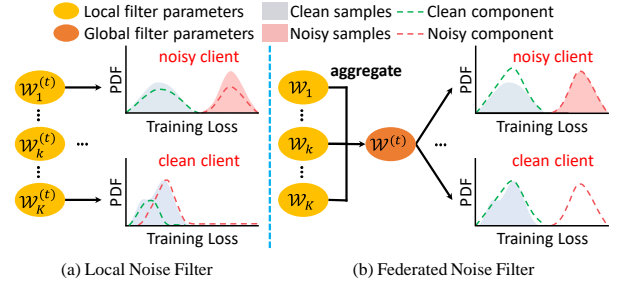 Local filter parameters Clean samples Clean component
Global filter parameters Noisy samples Noisy component
noisy client
PDF
Training Loss
𝒲₁⁽ᵗ⁾
𝒲ₖ⁽ᵗ⁾ ...
𝒲_K⁽ᵗ⁾
clean client
PDF
Training Loss
(a) Local Noise Filter
aggregate
𝒲₁
𝒲ₖ
𝒲_K
𝒲⁽ᵗ⁾ ...
noisy client
PDF
Training Loss
clean client
PDF
Training Loss
(b) Federated Noise Filter